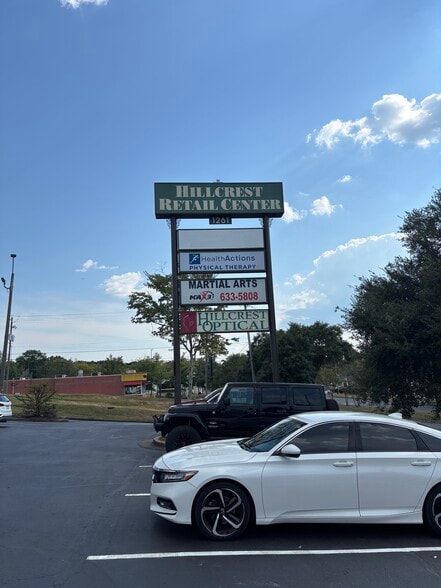 HILLCREST
RETAIL CENTER
1261
HealthActions
PHYSICAL THERAPY
MARTIAL ARTS
633-5808
HILLCREST
OPTICAL